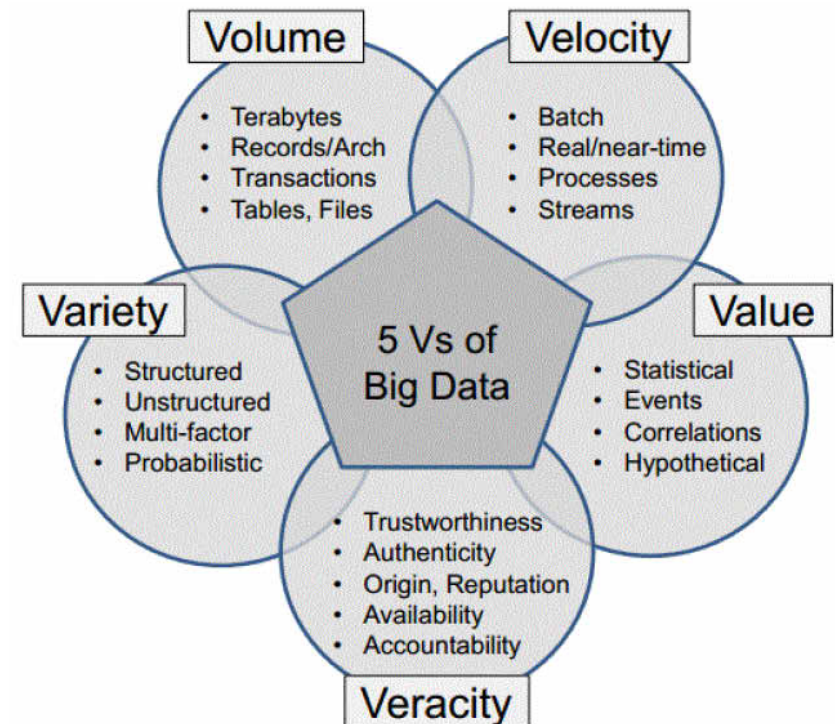 Volume
• Terabytes
• Records/Arch
• Transactions
• Tables, Files
Velocity
• Batch
• Real/near-time
• Processes
• Streams
Variety
• Structured
• Unstructured
• Multi-factor
• Probabilistic
5 Vs of
Big Data
Value
• Statistical
• Events
• Correlations
• Hypothetical
• Trustworthiness
• Authenticity
• Origin, Reputation
• Availability
• Accountability
Veracity